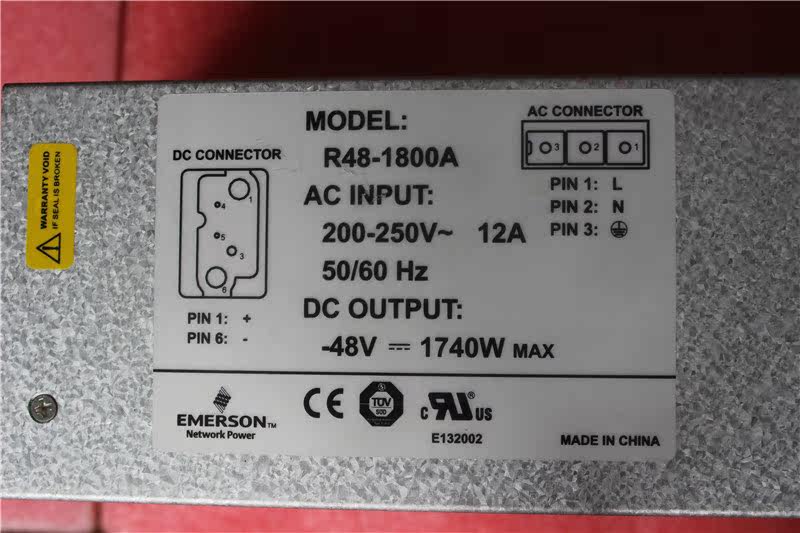 WARRANTY VOID
IF SEAL IS BROKEN
DC CONNECTOR
1
4
5
3
6
PIN 1: +
PIN 6: -
MODEL:
R48-1800A
AC INPUT:
200-250V~ 12A
50/60 Hz
DC OUTPUT:
-48V ⎓ 1740W MAX
AC CONNECTOR
3 2 1
PIN 1: L
PIN 2: N
PIN 3: ⏚
EMERSON™
Network Power
CE
TÜV
c RU US
E132002
MADE IN CHINA